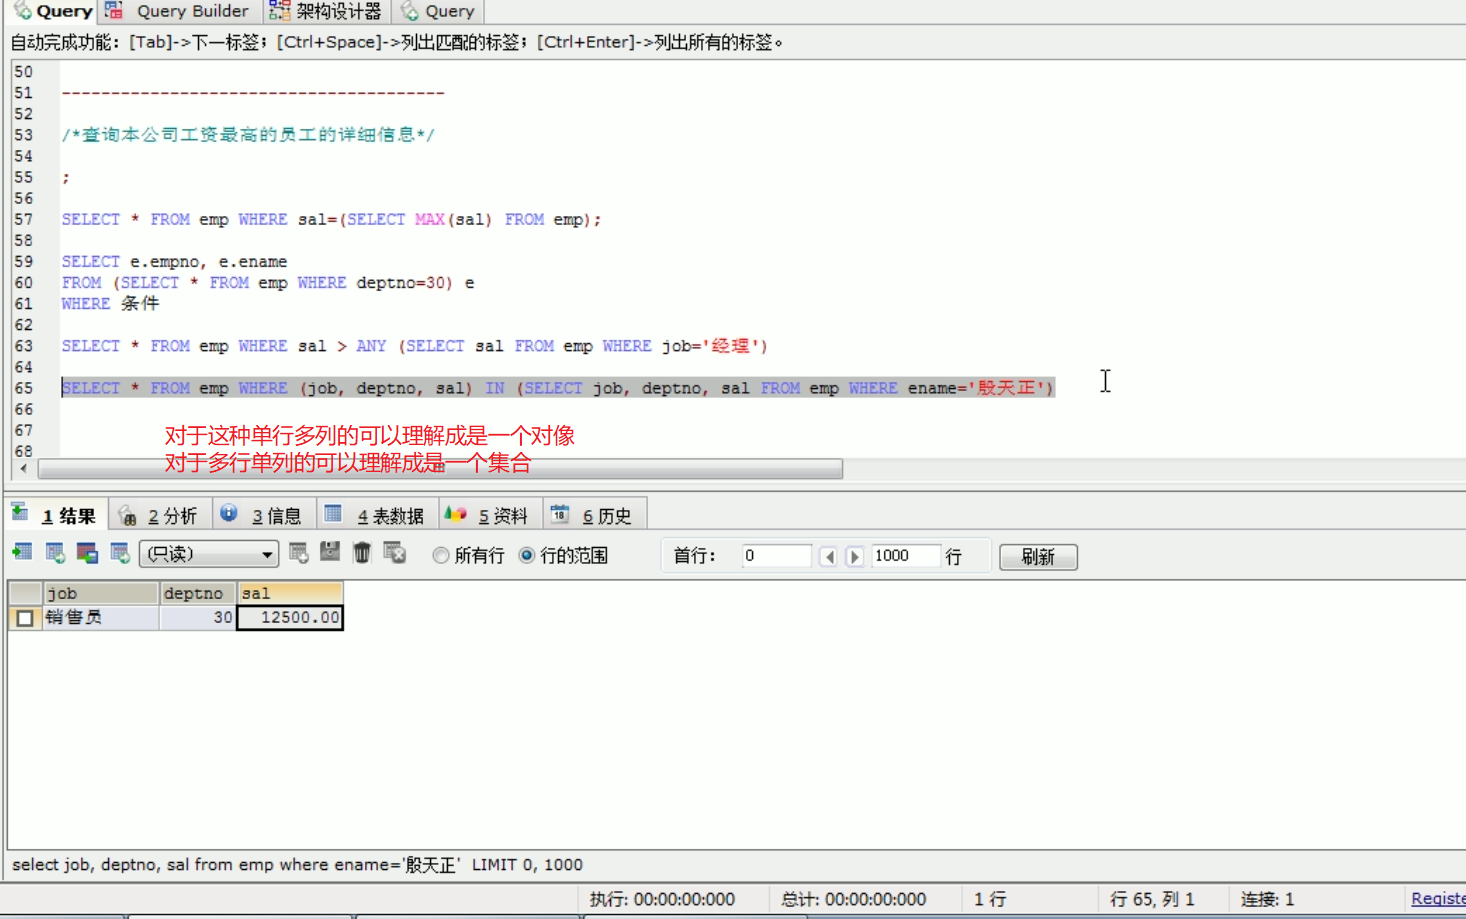 Query Query Builder 架构设计器 Query
自动完成功能：[Tab]->下一标签；[Ctrl+Space]->列出匹配的标签；[Ctrl+Enter]->列出所有的标签。
50
51 ---------------------------------------
52
53 /*查询本公司工资最高的员工的详细信息*/
54
55 ;
56
57 SELECT * FROM emp WHERE sal=(SELECT MAX(sal) FROM emp);
58
59 SELECT e.empno, e.ename
60 FROM (SELECT * FROM emp WHERE deptno=30) e
61 WHERE 条件
62
63 SELECT * FROM emp WHERE sal > ANY (SELECT sal FROM emp WHERE job='经理')
64
65 SELECT * FROM emp WHERE (job, deptno, sal) IN (SELECT job, deptno, sal FROM emp WHERE ename='殷天正')
66
67
对于这种单行多列的可以理解成是一个对像
68
对于多行单列的可以理解成是一个集合
1 结果 2 分析 3 信息 4 表数据 5 资料 18 6 历史
(只读) 所有行 行的范围 首行： 0 1000 行 刷新
job deptno sal
销售员 30 12500.00
select job, deptno, sal from emp where ename='殷天正' LIMIT 0, 1000
执行: 00:00:00:000 总计: 00:00:00:000 1 行 行 65, 列 1 连接: 1 Registe